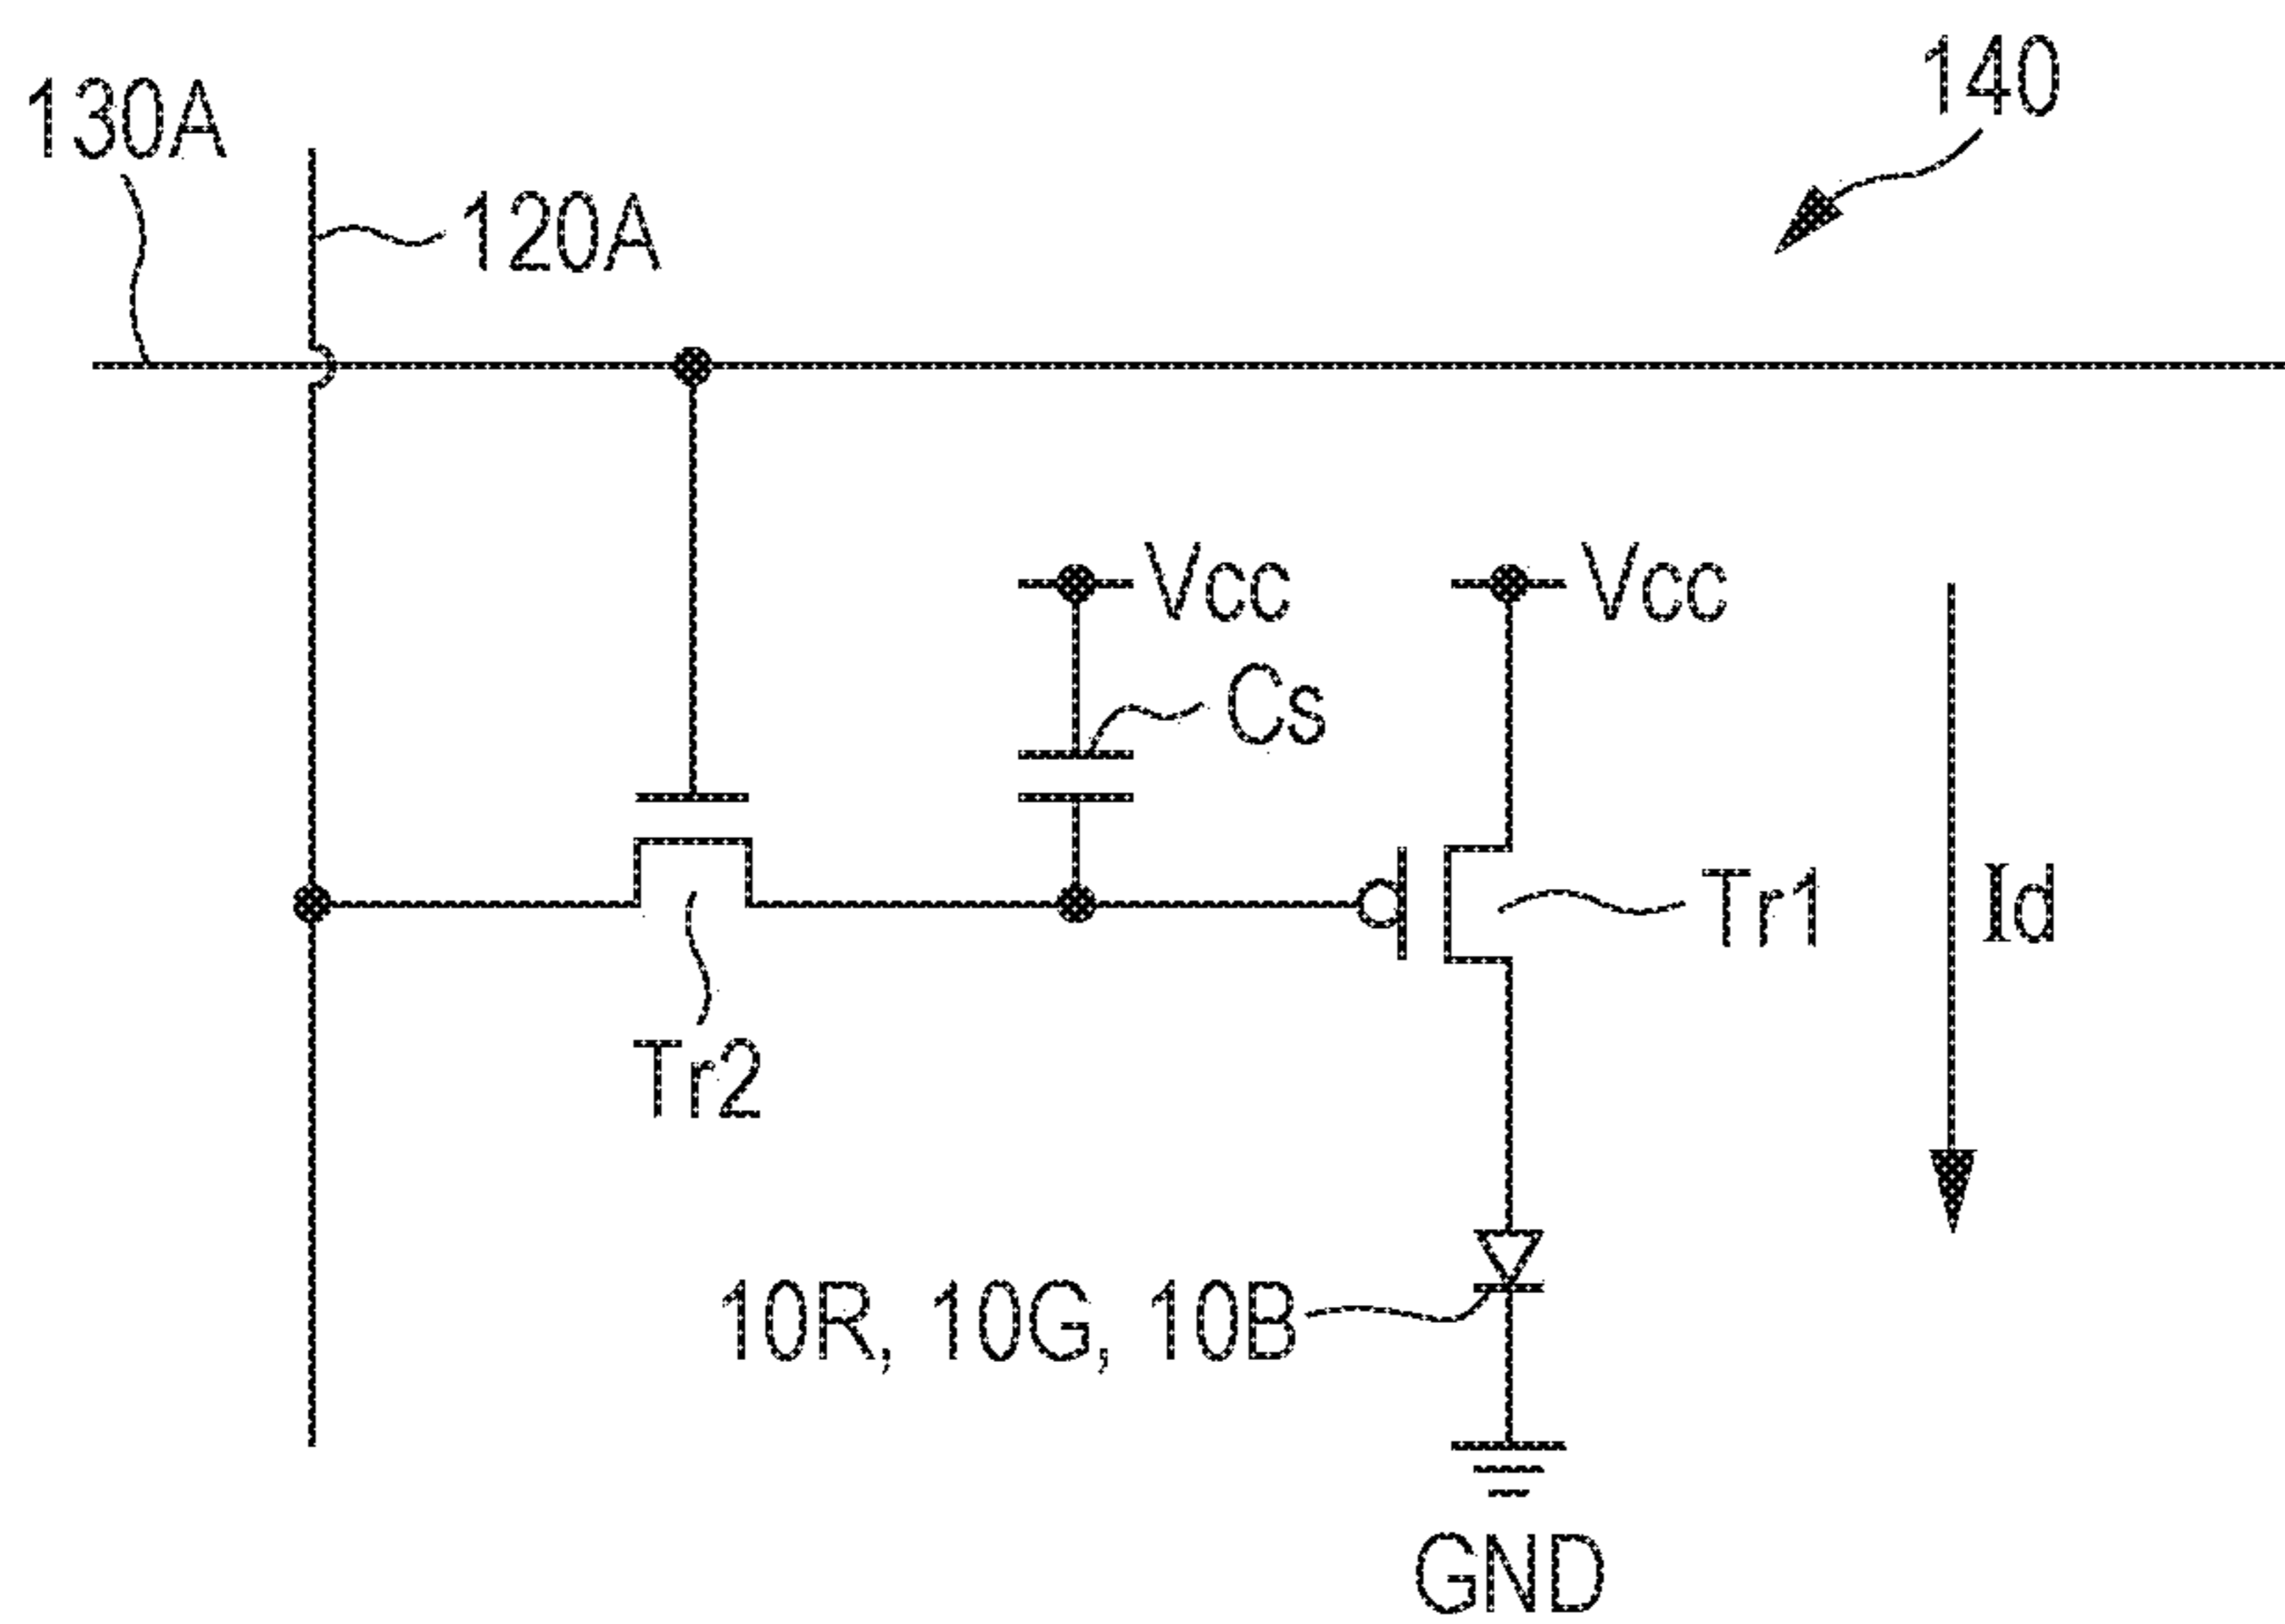 140
130A
120A
Vcc
Vcc
Cs
Tr1
Id
Tr2
10R, 10G, 10B
GND